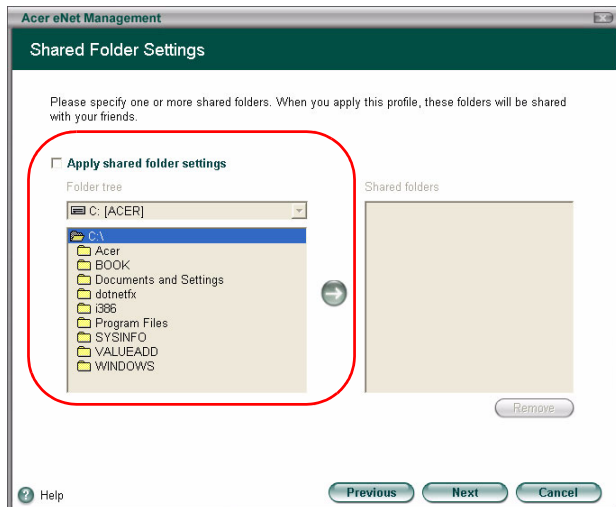 Acer eNet Management
Shared Folder Settings
Please specify one or more shared folders. When you apply this profile, these folders will be shared
with your friends.
Apply shared folder settings
Folder tree
Shared folders
C: [ACER]
C:\
Acer
BOOK
Documents and Settings
dotnetfx
i386
Program Files
SYSINFO
VALUEADD
WINDOWS
Remove
Help
Previous
Next
Cancel